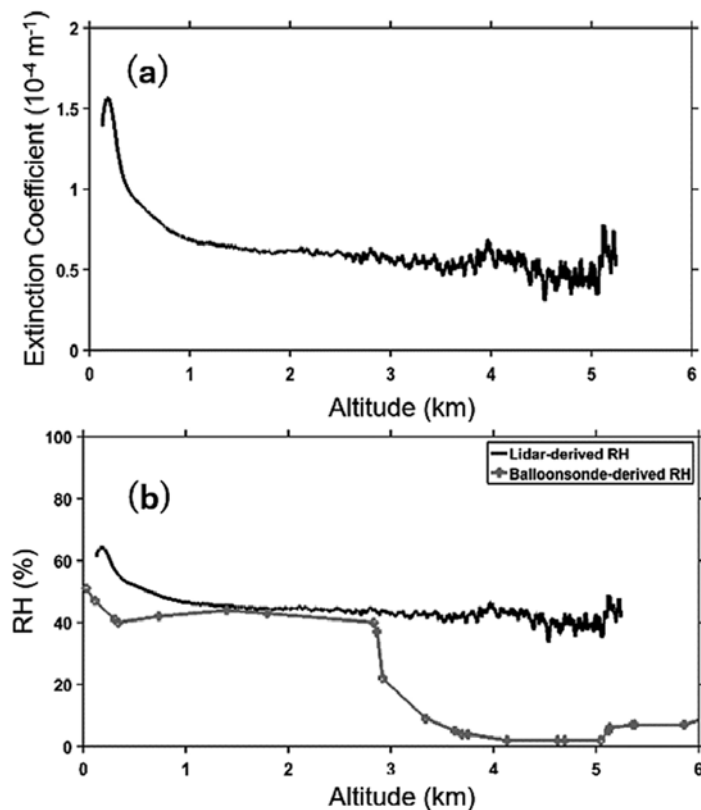 2
(a)
1.5
1
0.5
0
Extinction Coefficient (10⁻⁴ m⁻¹)
0 1 2 3 4 5 6
Altitude (km)
100
Lidar-derived RH
Balloonsonde-derived RH
80
(b)
60
40
20
0
RH (%)
0 1 2 3 4 5 6
Altitude (km)